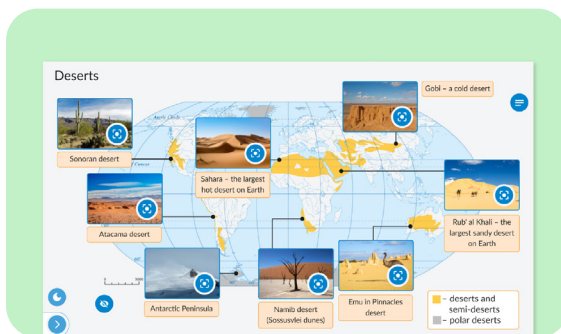 Deserts
Gobi – a cold desert
Arctic Circle
Sonoran desert
Sahara – the largest
hot desert on Earth
Rub' al Khali – the
largest sandy desert
on Earth
Atacama desert
Antarctic Peninsula
Namib desert
(Sossusvlei dunes)
Emu in Pinnacles
desert
– deserts and
semi-deserts
– polar deserts